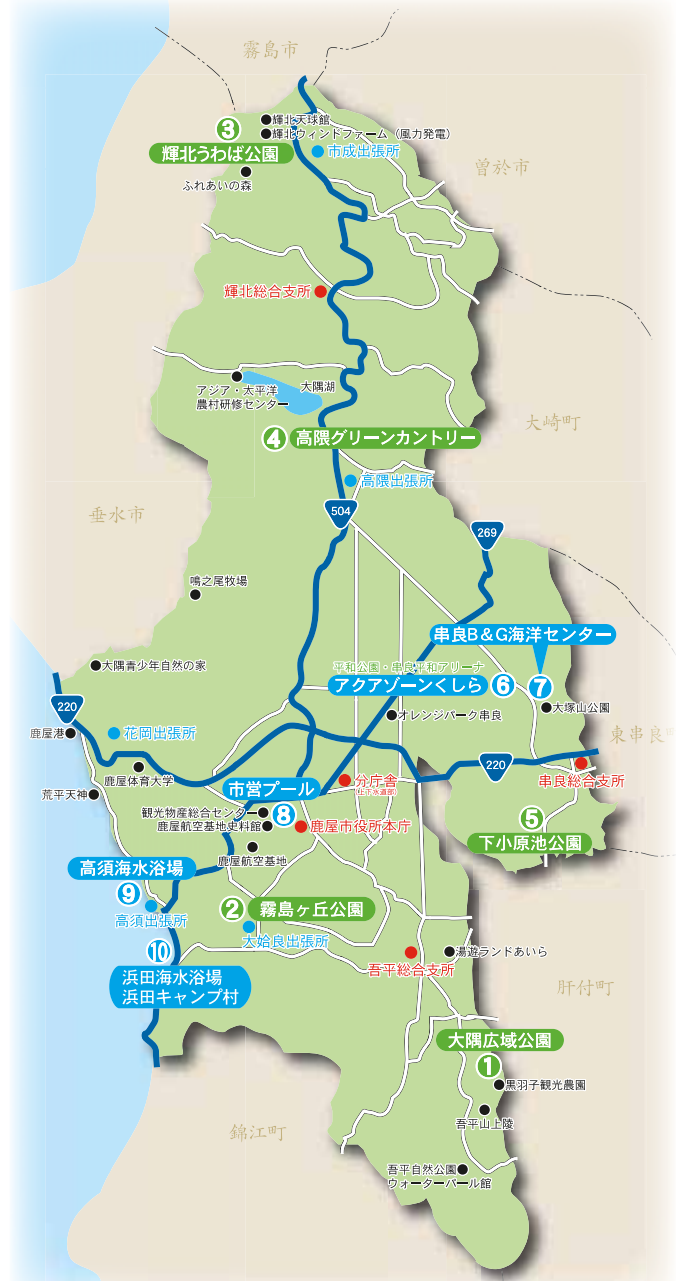 霧島市
輝北天球館
輝北ウィンドファーム（風力発電）
3
輝北うわば公園
市成出張所
曽於市
ふれあいの森
輝北総合支所
アジア・太平洋
農村研修センター
大隅湖
大崎町
4 高隈グリーンカントリー
高隈出張所
垂水市
504
269
鳴之尾牧場
串良B＆G海洋センター
大隅青少年自然の家
平和公園・串良平和アリーナ
アクアゾーンくしら 6
7
220
オレンジパーク串良
大塚山公園
鹿屋港
花岡出張所
東串良町
鹿屋体育大学
220
分庁舎
(上下水道部)
串良総合支所
荒平天神
市営プール
観光物産総合センター
8
鹿屋航空基地史料館
鹿屋市役所本庁
5
下小原池公園
鹿屋航空基地
高須海水浴場
9
高須出張所
2 霧島ヶ丘公園
大姶良出張所
10
浜田海水浴場
浜田キャンプ村
湯遊ランドあいら
吾平総合支所
肝付町
大隅広域公園
1
黒羽子観光農園
吾平山上陵
錦江町
吾平自然公園
ウォーターパール館